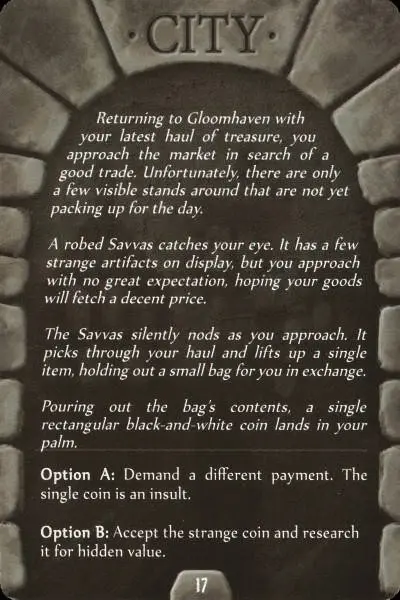 · CITY ·
Returning to Gloomhaven with
your latest haul of treasure, you
approach the market in search of a
good trade. Unfortunately, there are only
a few visible stands around that are not yet
packing up for the day.
A robed Savvas catches your eye. It has a few
strange artifacts on display, but you approach
with no great expectation, hoping your goods
will fetch a decent price.
The Savvas silently nods as you approach. It
picks through your haul and lifts up a single
item, holding out a small bag for you in exchange.
Pouring out the bag's contents, a single
rectangular black-and-white coin lands in your
palm.
Option A: Demand a different payment. The
single coin is an insult.
Option B: Accept the strange coin and research
it for hidden value.
17